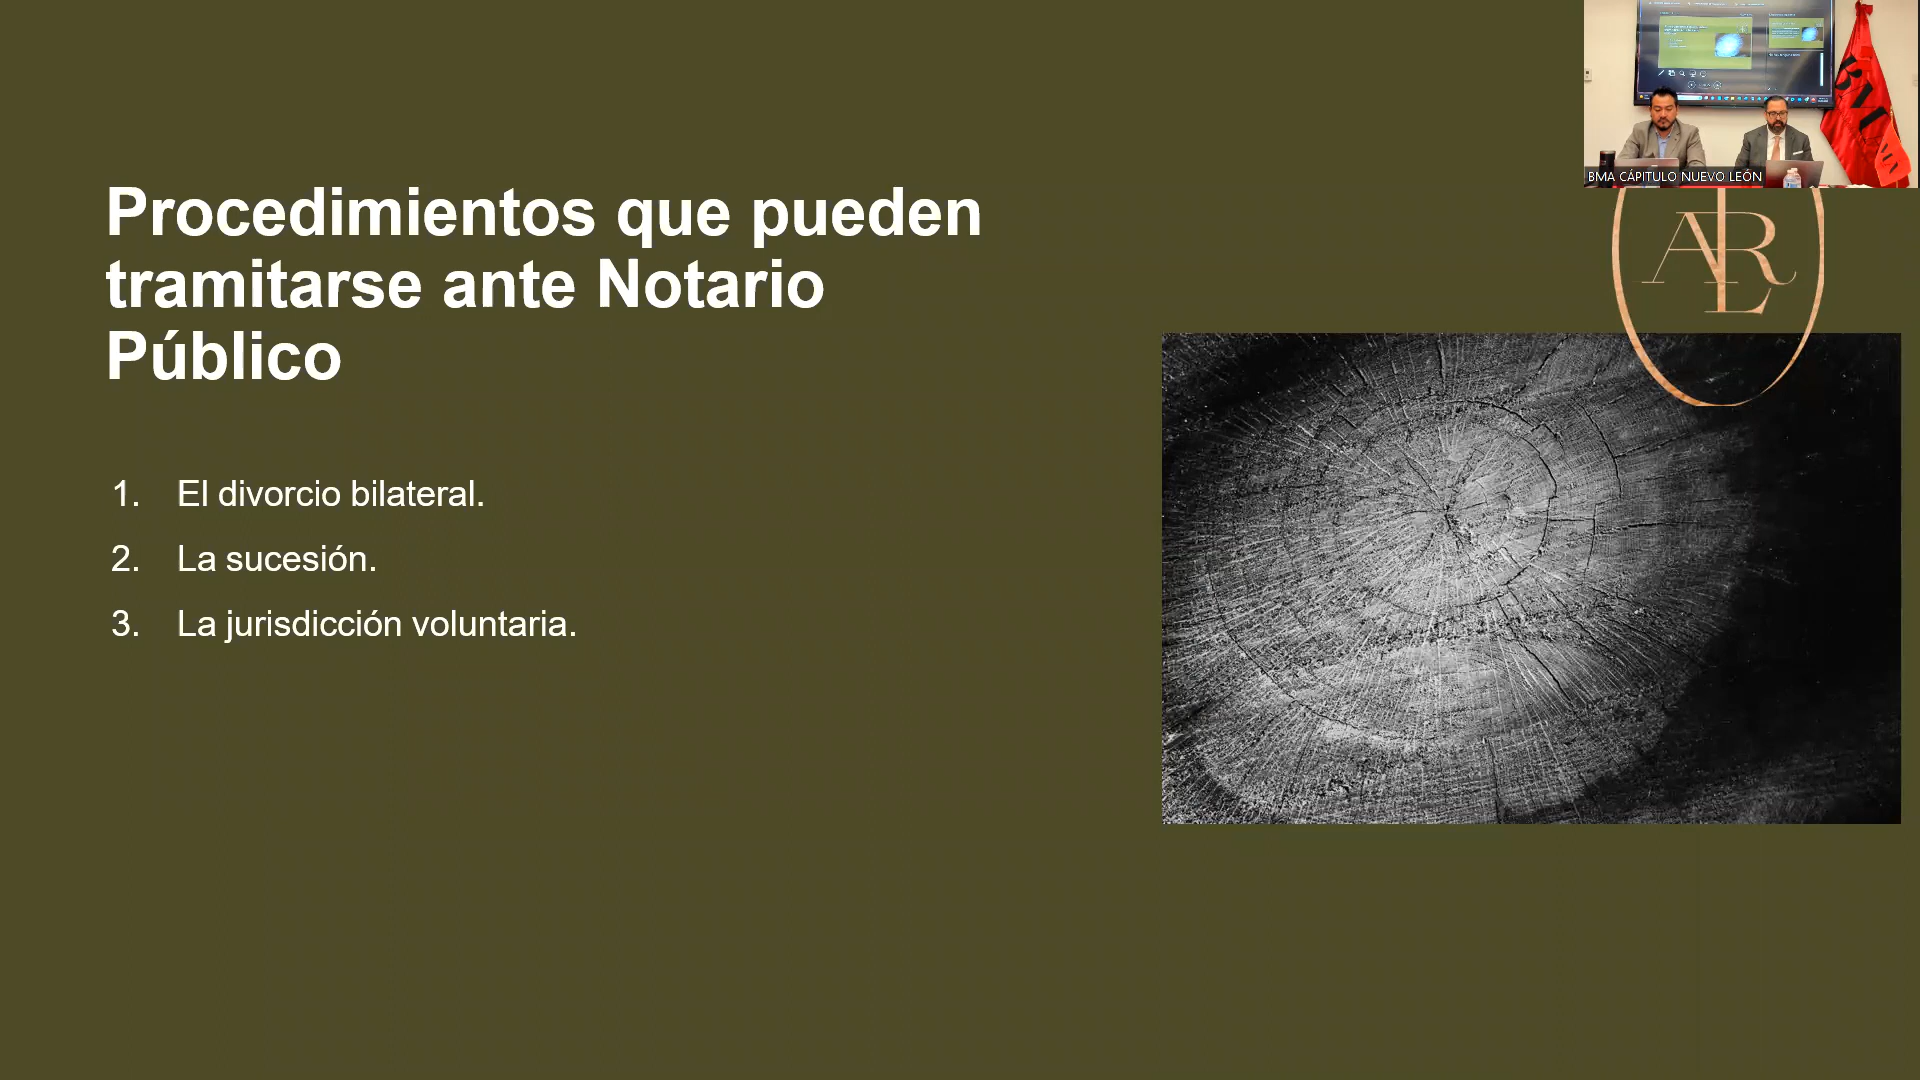 Procedimientos que pueden
tramitarse ante Notario
Público
1. El divorcio bilateral.
2. La sucesión.
3. La jurisdicción voluntaria.
BMA CÁPITULO NUEVO LEÓN
ARL